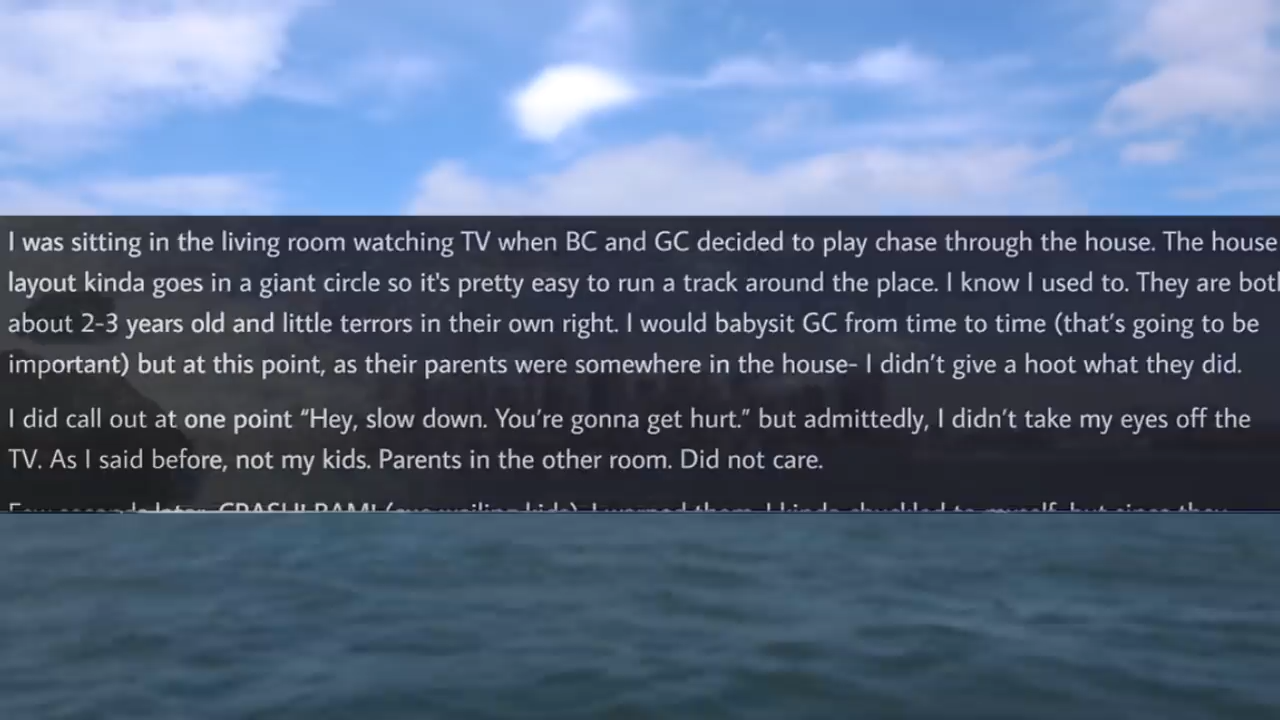 I was sitting in the living room watching TV when BC and GC decided to play chase through the house. The house
layout kinda goes in a giant circle so it's pretty easy to run a track around the place. I know I used to. They are
about 2-3 years old and little terrors in their own right. I would babysit GC from time to time (that’s going to be
important) but at this point, as their parents were somewhere in the house- I didn’t give a hoot what they did.
I did call out at one point “Hey, slow down. You’re gonna get hurt.” but admittedly, I didn’t take my eyes off the
TV. As I said before, not my kids. Parents in the other room. Did not care.